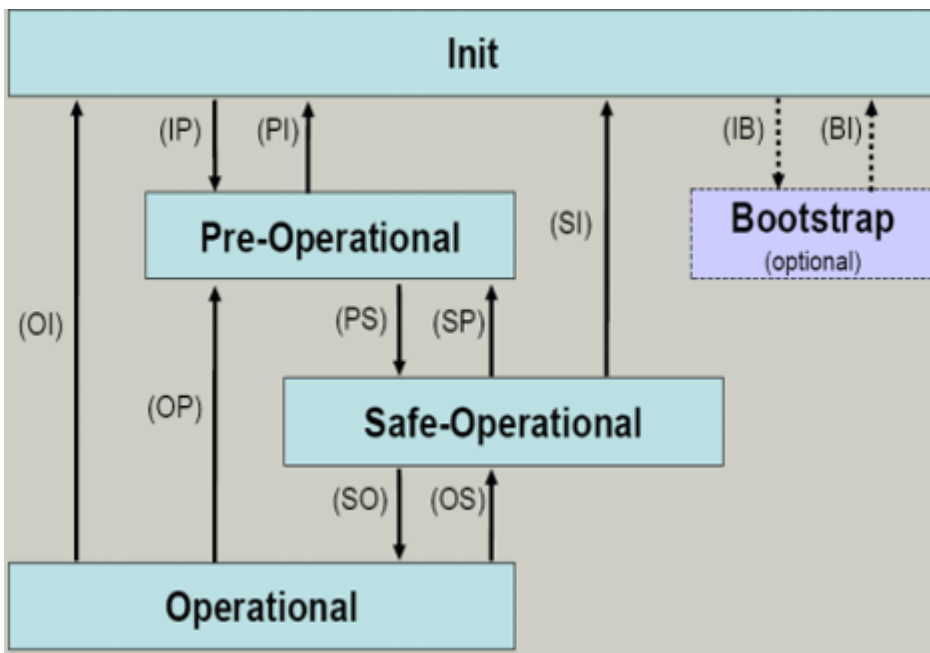 Init
(IP)
(PI)
(IB)
(BI)
(SI)
Pre-Operational
Bootstrap
(optional)
(OI)
(PS)
(SP)
(OP)
Safe-Operational
(SO)
(OS)
Operational